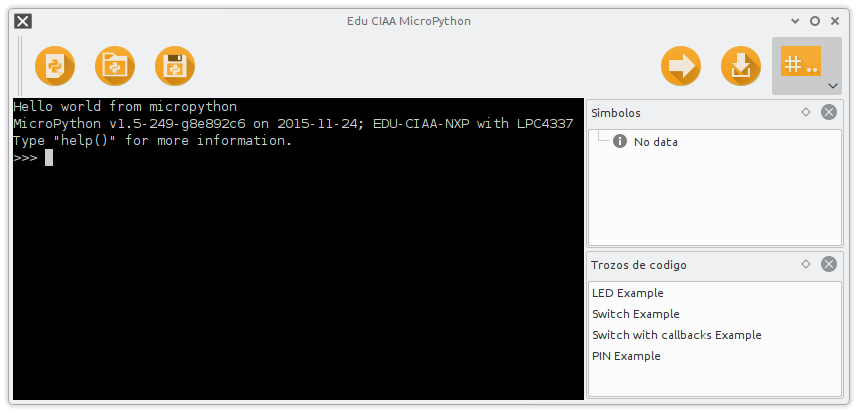 Edu CIAA MicroPython
# ..
Hello world from micropython
MicroPython v1.5-249-g8e892c6 on 2015-11-24; EDU-CIAA-NXP with LPC4337
Type "help()" for more information.
>>>
Simbolos
No data
Trozos de codigo
LED Example
Switch Example
Switch with callbacks Example
PIN Example